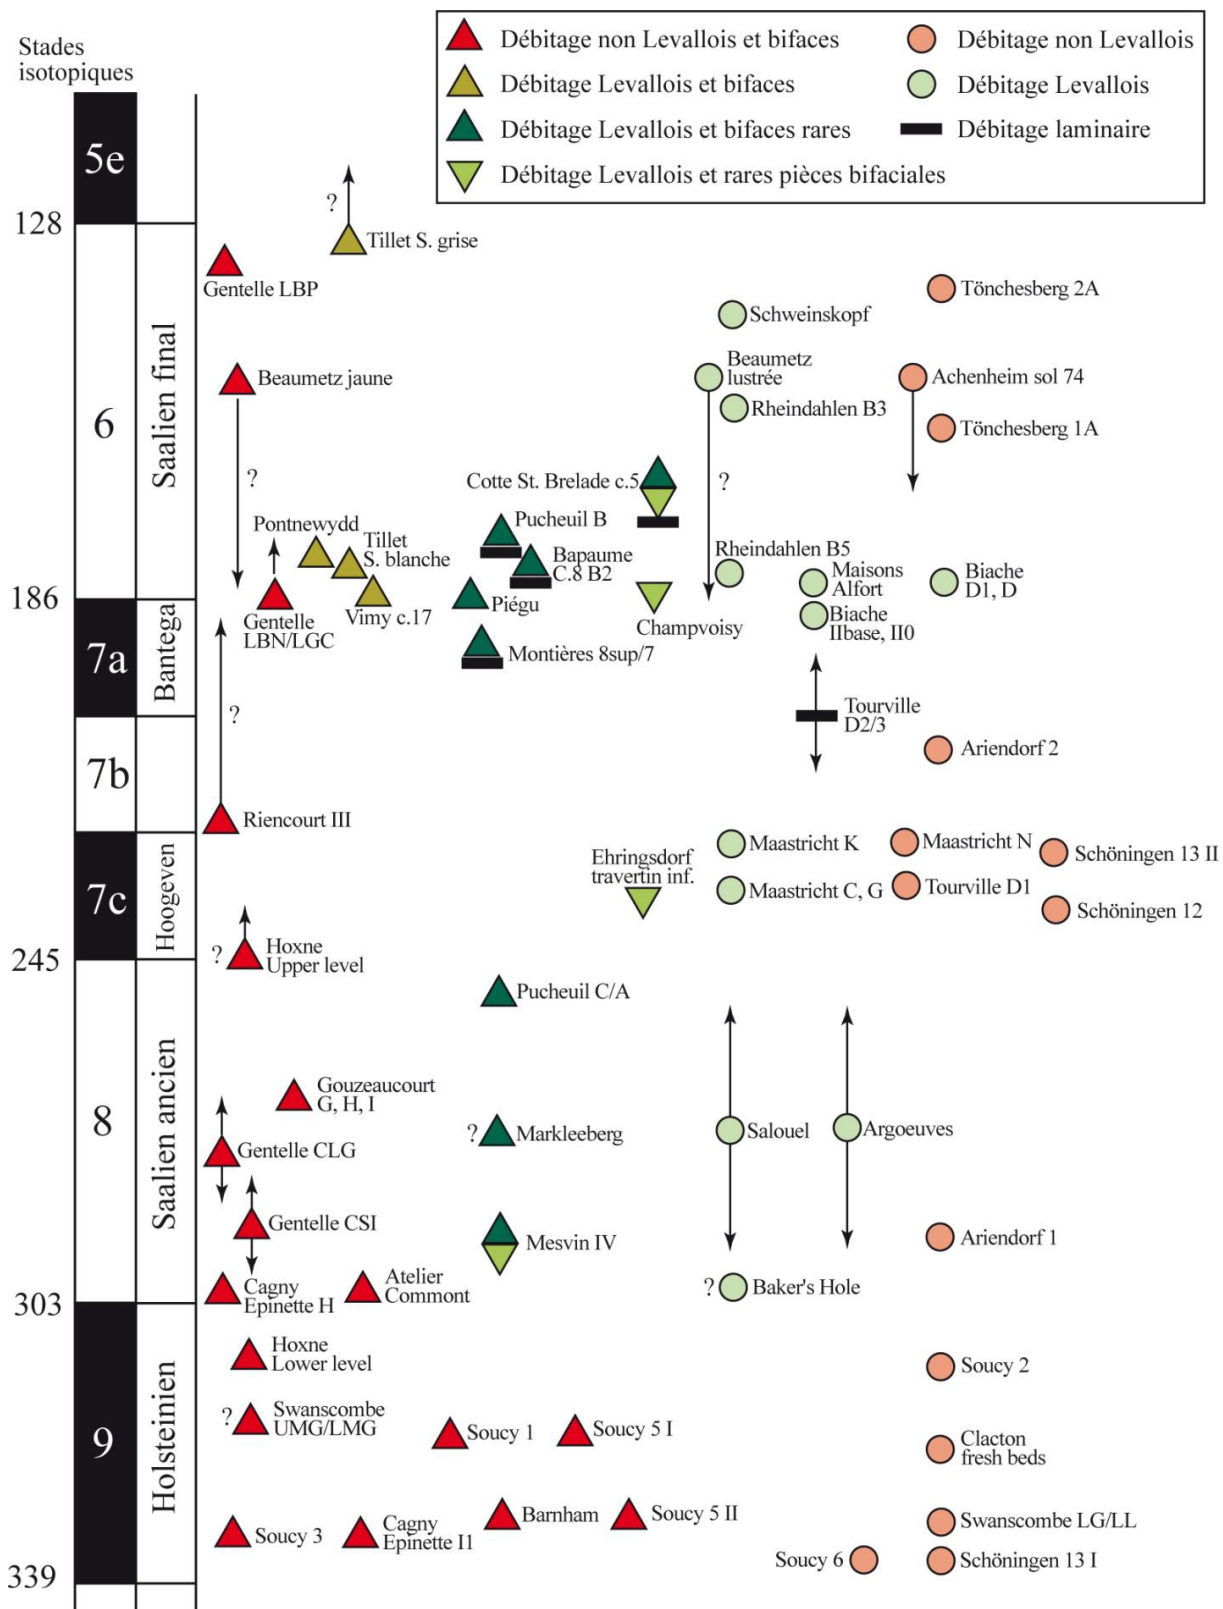 Stades
isotopiques
Débitage non Levallois et bifaces
Débitage Levallois et bifaces
Débitage Levallois et bifaces rares
Débitage Levallois et rares pièces bifaciales
Débitage non Levallois
Débitage Levallois
Débitage laminaire
5e
128
?
Tillet S. grise
Gentelle LBP
Tönchesberg 2A
Schweinskopf
6
Saalien final
Beaumetz jaune
Beaumetz
lustrée
Achenheim sol 74
Rheindahlen B3
Tönchesberg 1A
?
Cotte St. Brelade c.5
?
Pontnewydd
Pucheuil B
Tillet
S. blanche
Bapaume
C.8 B2
Rheindahlen B5
Maisons
Alfort
Biache
D1, D
186
Gentelle
LBN/LGC
Vimy c.17
Piégu
Champvoisy
Biache
IIbase, II0
7a
Bantega
Montières 8sup/7
?
Tourville
D2/3
7b
Ariendorf 2
Riencourt III
7c
Hoogeven
Ehringsdorf
travertin inf.
Maastricht K
Maastricht N
Schöningen 13 II
Maastricht C, G
Tourville D1
Schöningen 12
245
?
Hoxne
Upper level
Pucheuil C/A
8
Saalien ancien
Gouzeaucourt
G, H, I
Gentelle CLG
?
Markleeberg
Salouel
Argoeuves
Gentelle CSI
Mesvin IV
Ariendorf 1
Cagny
Epinette H
Atelier
Commont
?
Baker's Hole
303
9
Holsteinien
Hoxne
Lower level
Soucy 2
?
Swanscombe
UMG/LMG
Soucy 1
Soucy 5 I
Clacton
fresh beds
Soucy 3
Cagny
Epinette I1
Barnham
Soucy 5 II
Swanscombe LG/LL
Soucy 6
Schöningen 13 I
339